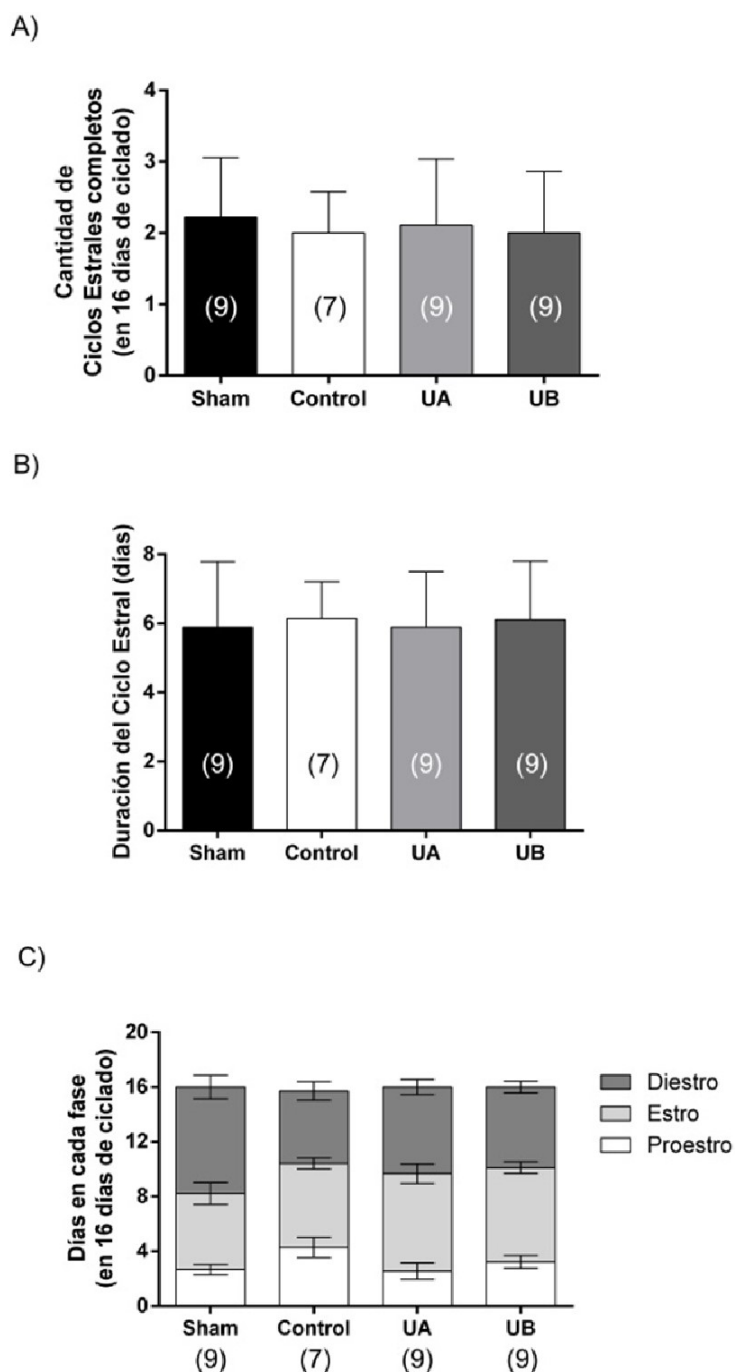 A)
Cantidad de
Ciclos Estrales completos
(en 16 días de ciclado)
4
3
2
1
0
(9)
(7)
(9)
(9)
Sham
Control
UA
UB
B)
Duración del Ciclo Estral (días)
8
6
4
2
0
(9)
(7)
(9)
(9)
Sham
Control
UA
UB
C)
Días en cada fase
(en 16 días de ciclado)
20
16
12
8
4
0
Diestro
Estro
Proestro
Sham
Control
UA
UB
(9)
(7)
(9)
(9)